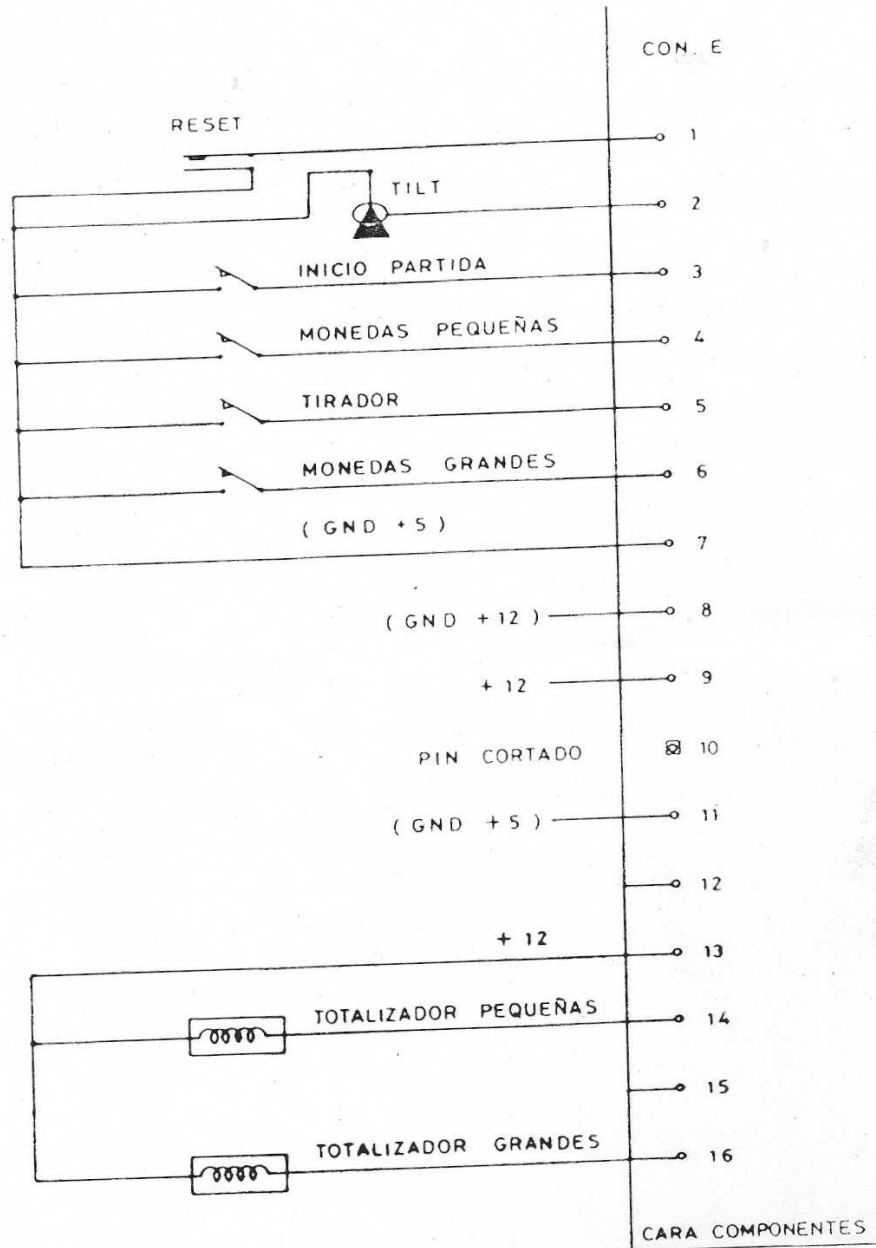 CON. E
RESET
1
TILT
2
INICIO PARTIDA
3
MONEDAS PEQUEÑAS
4
TIRADOR
5
MONEDAS GRANDES
6
( GND + 5 )
7
( GND + 12 )
8
+ 12
9
PIN CORTADO
10
( GND + 5 )
11
12
+ 12
13
TOTALIZADOR PEQUEÑAS
14
15
TOTALIZADOR GRANDES
16
CARA COMPONENTES